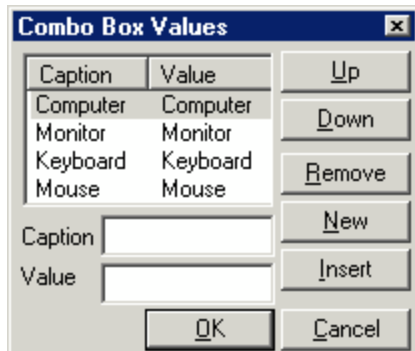 Combo Box Values
Caption Value
Computer Computer
Monitor Monitor
Keyboard Keyboard
Mouse Mouse
Caption
Value
Up
Down
Remove
New
Insert
OK
Cancel